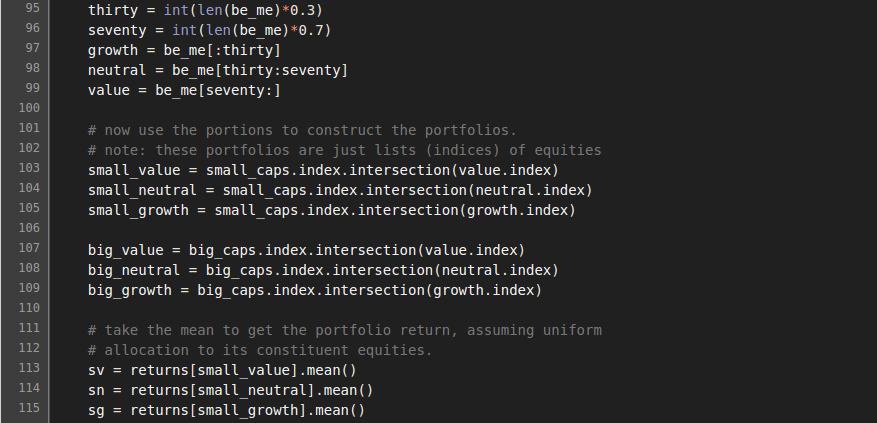 95 thirty = int(len(be_me)*0.3)
96 seventy = int(len(be_me)*0.7)
97 growth = be_me[:thirty]
98 neutral = be_me[thirty:seventy]
99 value = be_me[seventy:]
100
101 # now use the portions to construct the portfolios.
102 # note: these portfolios are just lists (indices) of equities
103 small_value = small_caps.index.intersection(value.index)
104 small_neutral = small_caps.index.intersection(neutral.index)
105 small_growth = small_caps.index.intersection(growth.index)
106
107 big_value = big_caps.index.intersection(value.index)
108 big_neutral = big_caps.index.intersection(neutral.index)
109 big_growth = big_caps.index.intersection(growth.index)
110
111 # take the mean to get the portfolio return, assuming uniform
112 # allocation to its constituent equities.
113 sv = returns[small_value].mean()
114 sn = returns[small_neutral].mean()
115 sg = returns[small_growth].mean()